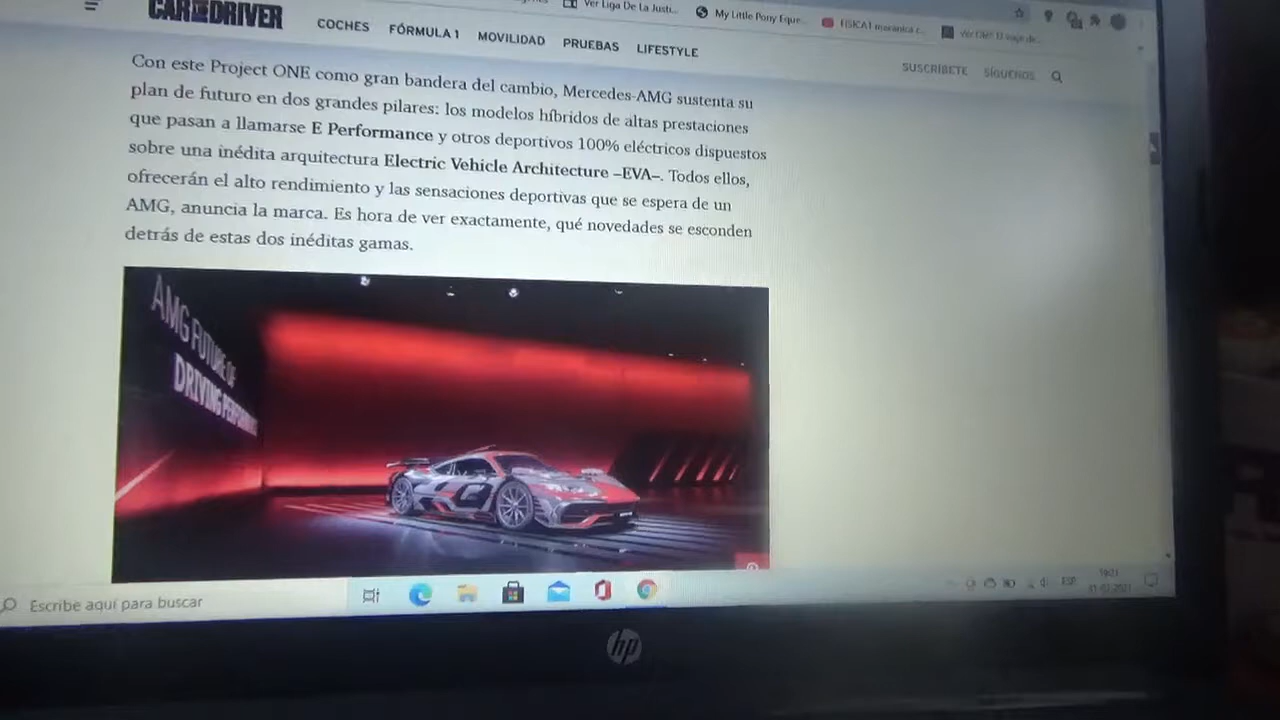 Ver Liga De La Justi...
My Little Pony Eque...
CAR AND DRIVER
COCHES FÓRMULA 1 MOVILIDAD PRUEBAS LIFESTYLE
SUSCRÍBETE SÍGUENOS
Con este Project ONE como gran bandera del cambio, Mercedes-AMG sustenta su
plan de futuro en dos grandes pilares: los modelos híbridos de altas prestaciones
que pasan a llamarse E Performance y otros deportivos 100% eléctricos dispuestos
sobre una inédita arquitectura Electric Vehicle Architecture –EVA–. Todos ellos,
ofrecerán el alto rendimiento y las sensaciones deportivas que se espera de un
AMG, anuncia la marca. Es hora de ver exactamente, qué novedades se esconden
detrás de estas dos inéditas gamas.
AMG FUTURE OF
DRIVING
Escribe aquí para buscar
ESP
hp